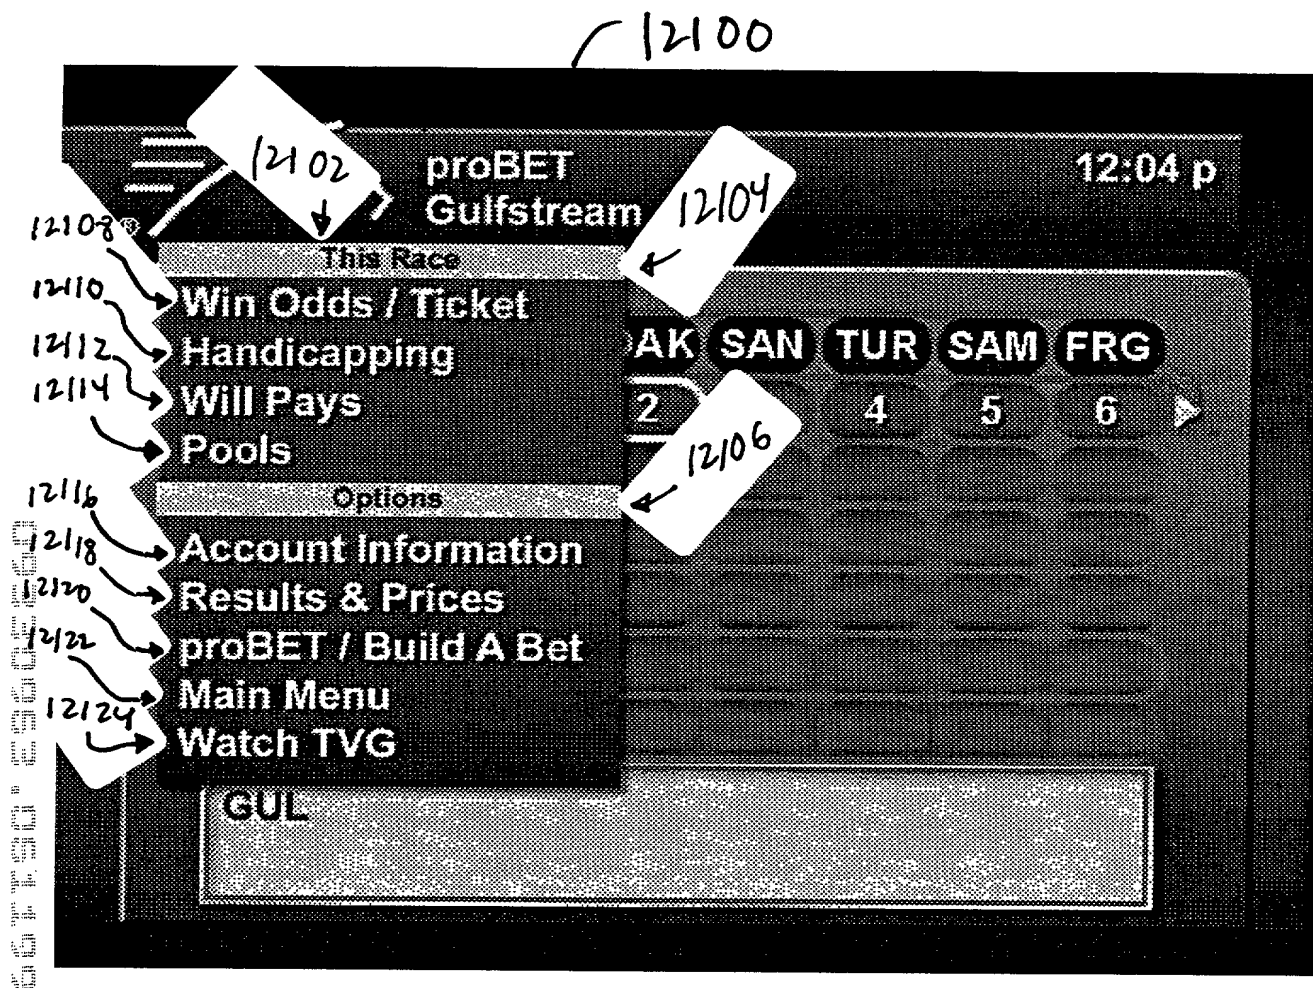 12100
12102
proBET
12:04 p
Gulfstream
12104
12108
This Race
Win Odds / Ticket
12110
Handicapping
SAN TUR SAM FRG
12112
Will Pays
2 4 5 6
12114
Pools
12106
Options
12116
Account Information
12118
Results & Prices
12120
proBET / Build A Bet
12122
Main Menu
12124
Watch TVG
GUL